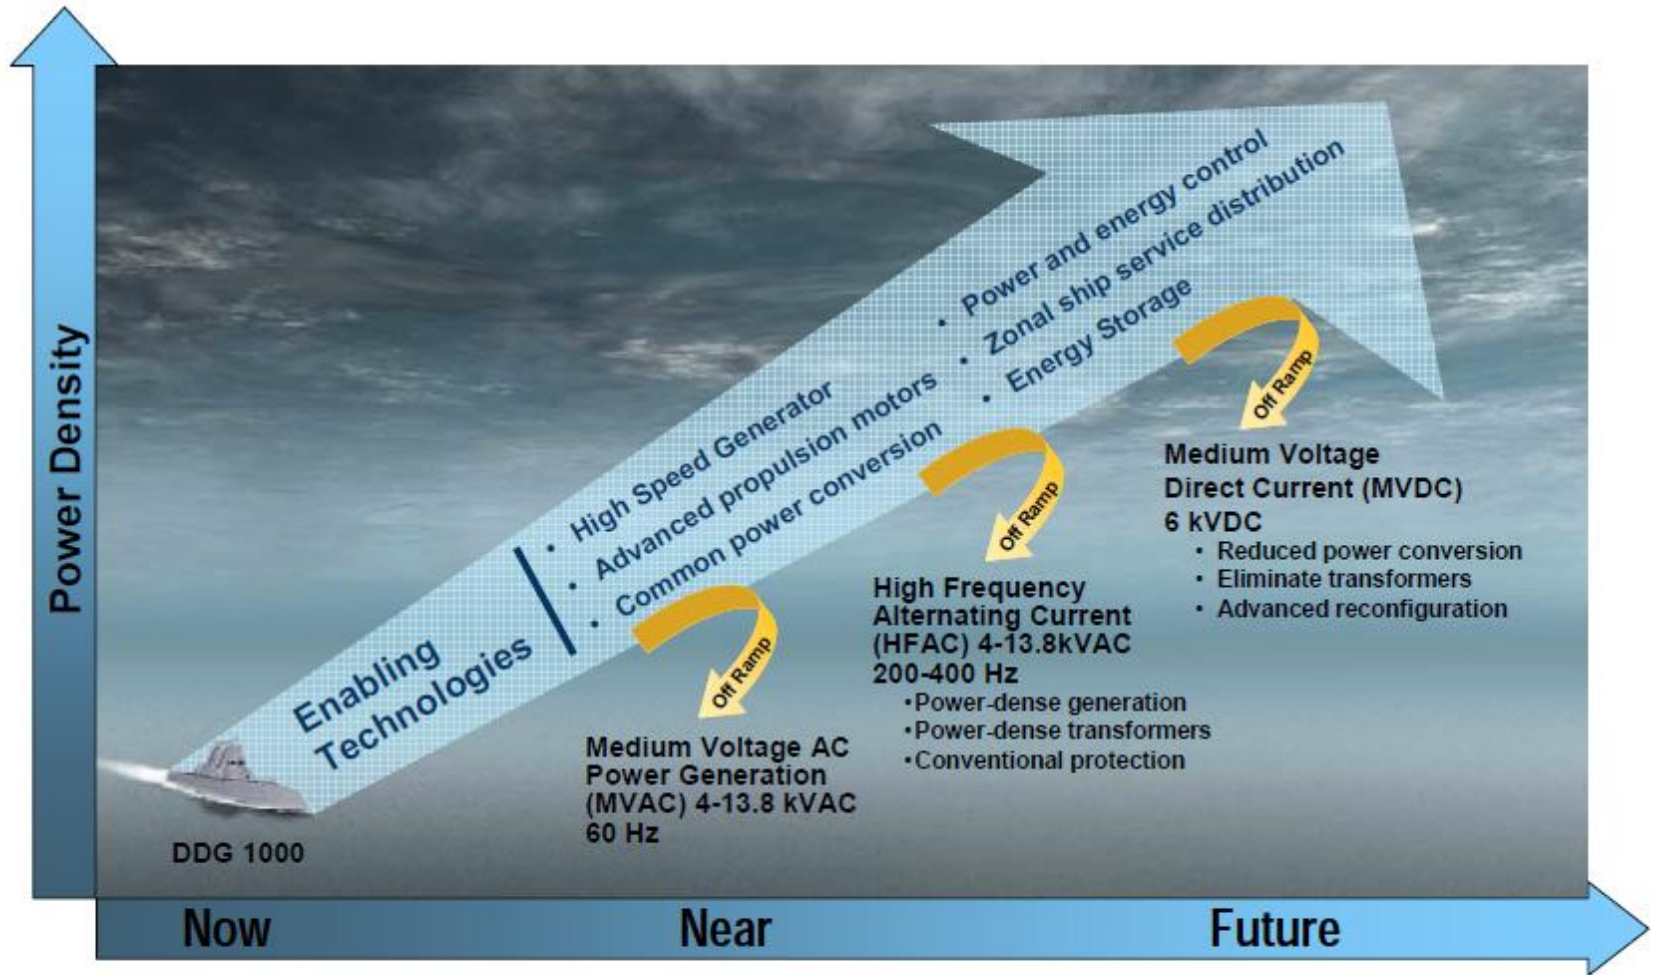 Power Density
Enabling
Technologies
• High Speed Generator
• Advanced propulsion motors
• Common power conversion
• Power and energy control
• Zonal ship service distribution
• Energy Storage
Off Ramp
Medium Voltage AC
Power Generation
(MVAC) 4-13.8 kVAC
60 Hz
Off Ramp
High Frequency
Alternating Current
(HFAC) 4-13.8kVAC
200-400 Hz
•Power-dense generation
•Power-dense transformers
•Conventional protection
Off Ramp
Medium Voltage
Direct Current (MVDC)
6 kVDC
• Reduced power conversion
• Eliminate transformers
• Advanced reconfiguration
DDG 1000
Now
Near
Future